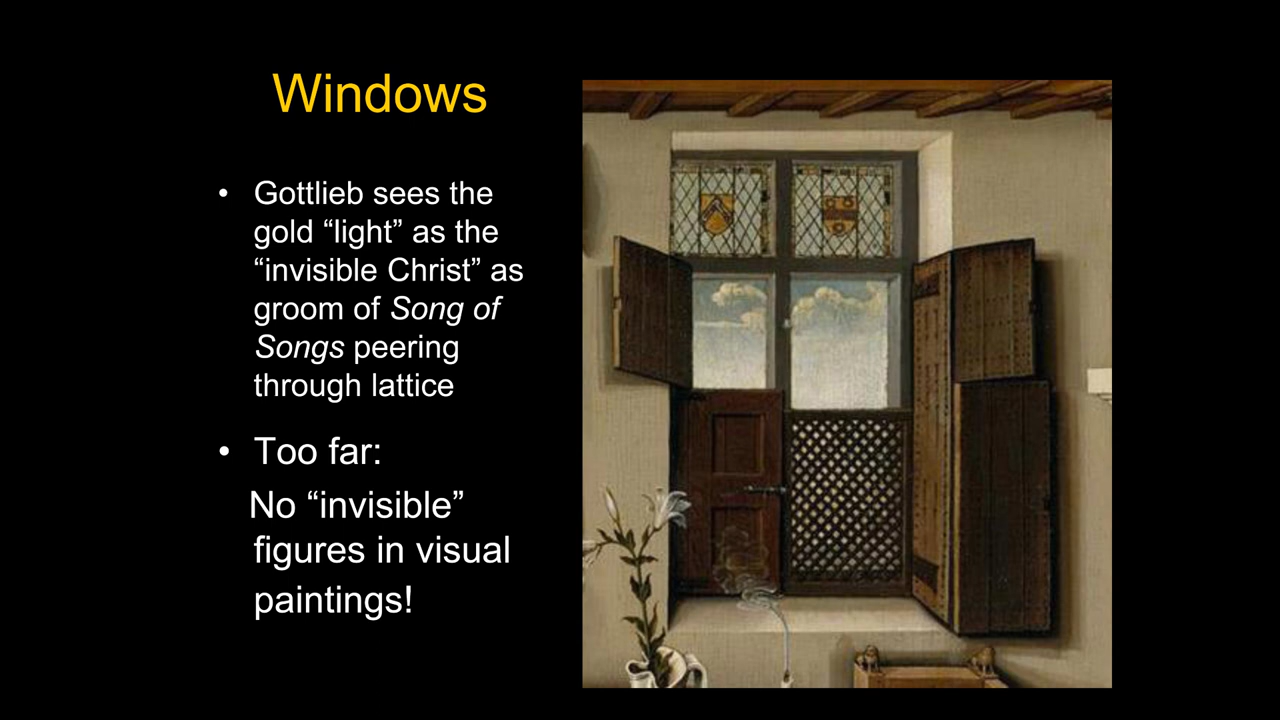 Windows
• Gottlieb sees the
gold “light” as the
“invisible Christ” as
groom of Song of
Songs peering
through lattice
• Too far:
No “invisible”
figures in visual
paintings!